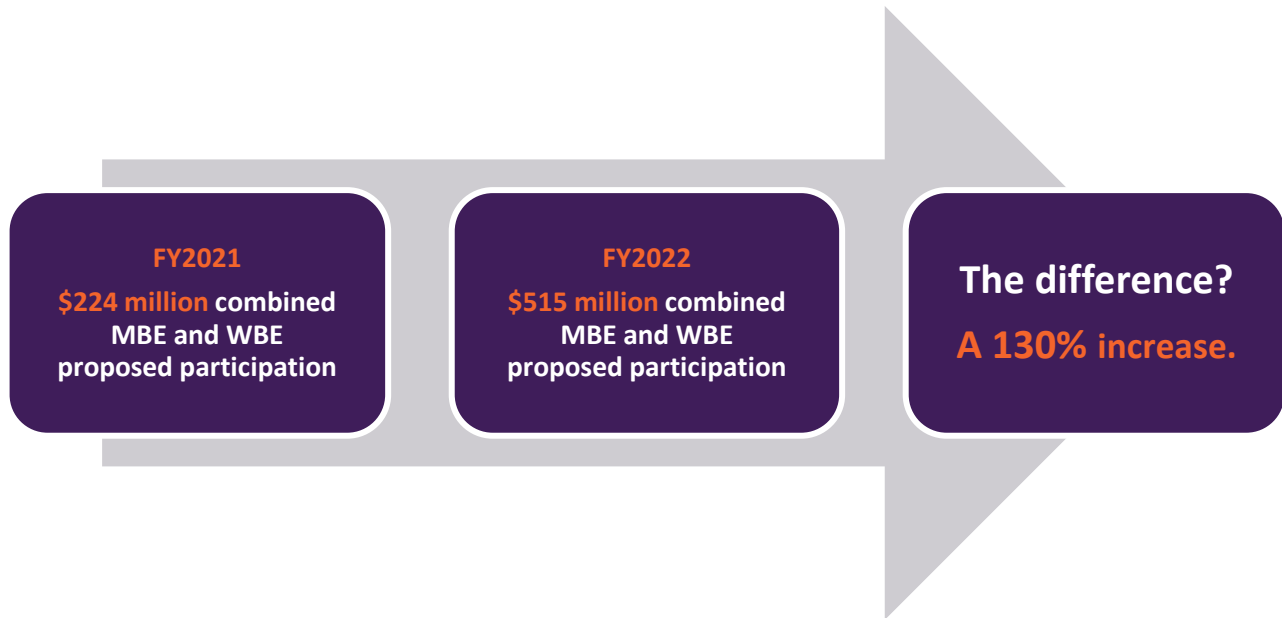 FY2021
$224 million combined
MBE and WBE
proposed participation
FY2022
$515 million combined
MBE and WBE
proposed participation
The difference?
A 130% increase.